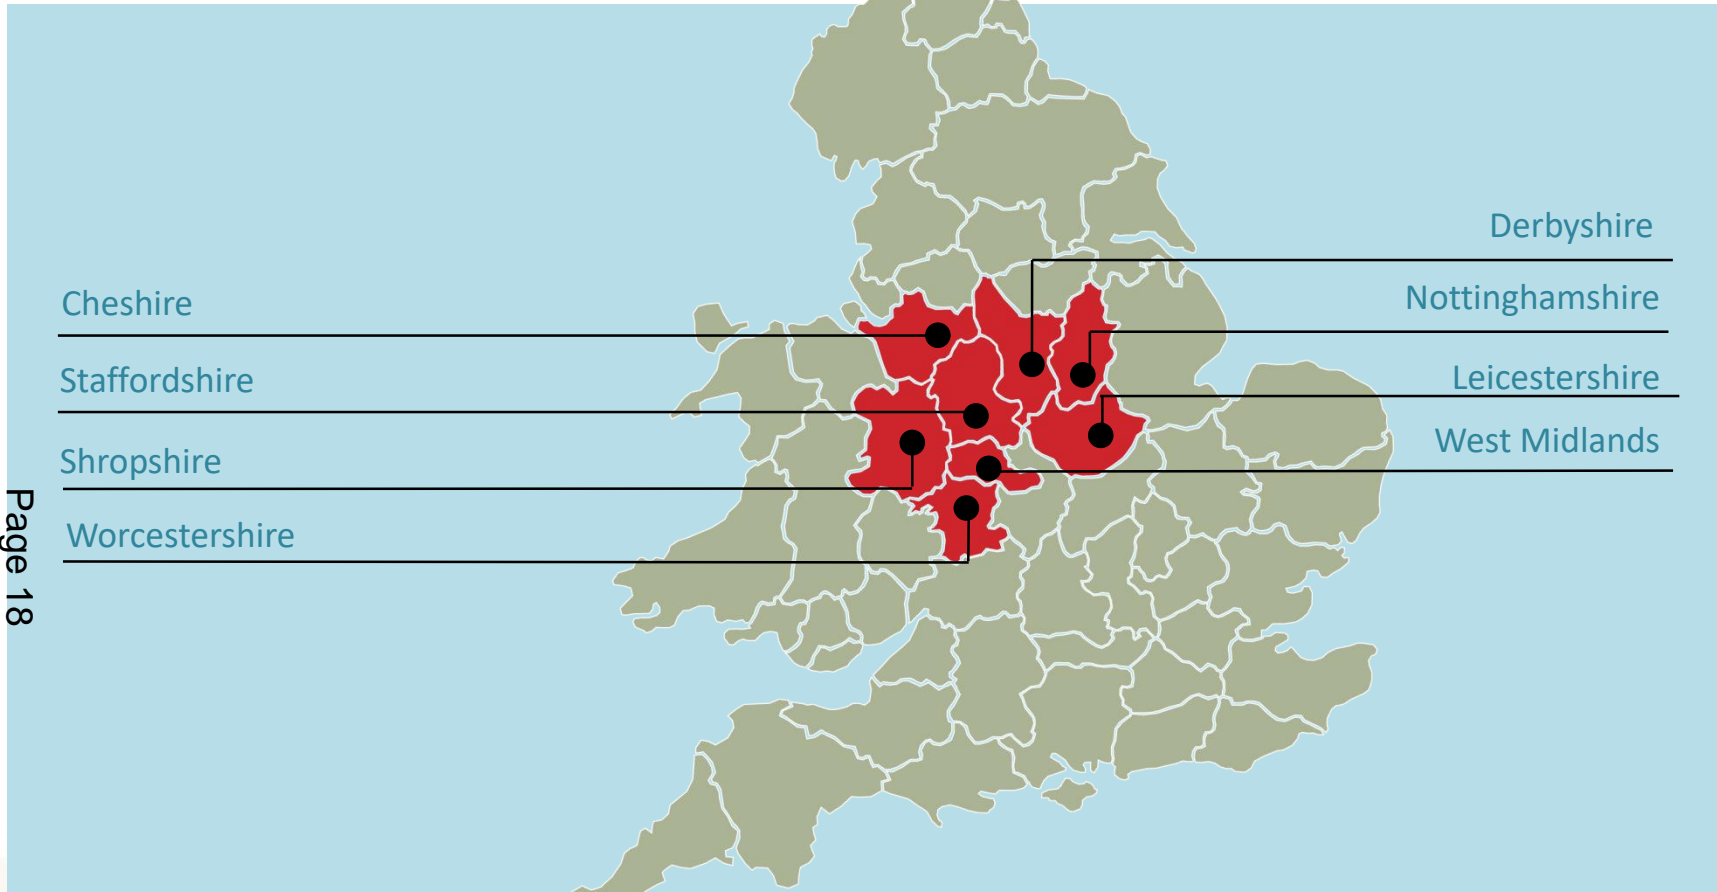 Cheshire
Staffordshire
Shropshire
Worcestershire
Derbyshire
Nottinghamshire
Leicestershire
West Midlands
Page 18